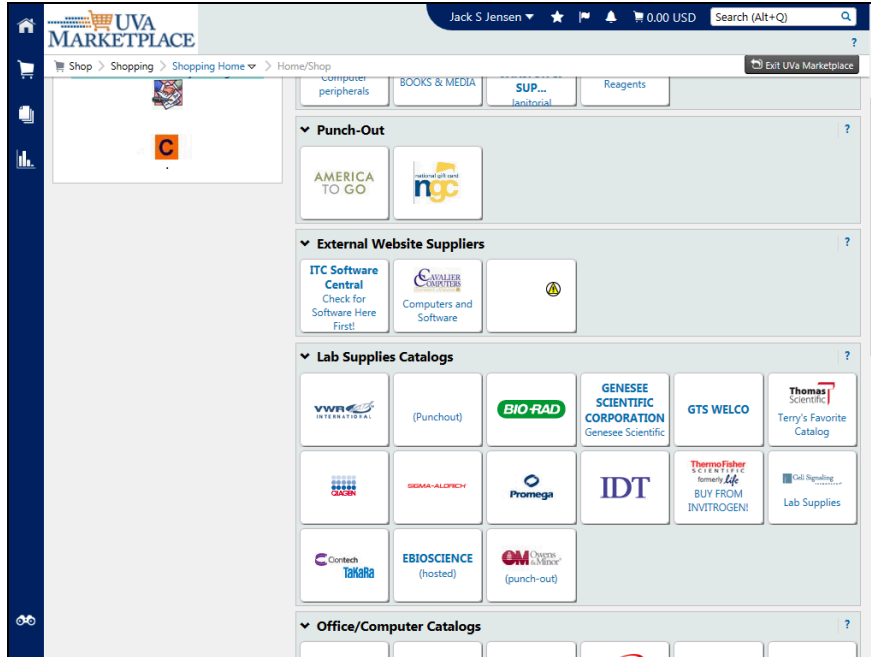 UVA
MARKETPLACE
Jack S Jensen
0.00 USD
Search (Alt+Q)
?
Shop > Shopping > Shopping Home > Home/Shop
Exit UVa Marketplace
Computer
peripherals
BOOKS & MEDIA
SUP...
Janitorial
Reagents
C
Punch-Out
?
AMERICA
TO GO
national gift card
ngc
External Website Suppliers
?
ITC Software
Central
Check for
Software Here
First!
CAVALIER
COMPUTERS
Computers and
Software
Lab Supplies Catalogs
?
VWR
INTERNATIONAL
(Punchout)
BIO-RAD
GENESEE
SCIENTIFIC
CORPORATION
Genesee Scientific
GTS WELCO
Thomas
Scientific
Terry's Favorite
Catalog
QIAGEN
SIGMA-ALDRICH
Promega
IDT
ThermoFisher
SCIENTIFIC
formerly life
BUY FROM
INVITROGEN!
Cell Signaling
Lab Supplies
Clontech
TaKaRa
EBIOSCIENCE
(hosted)
OM Owens
&Minor
(punch-out)
Office/Computer Catalogs
?